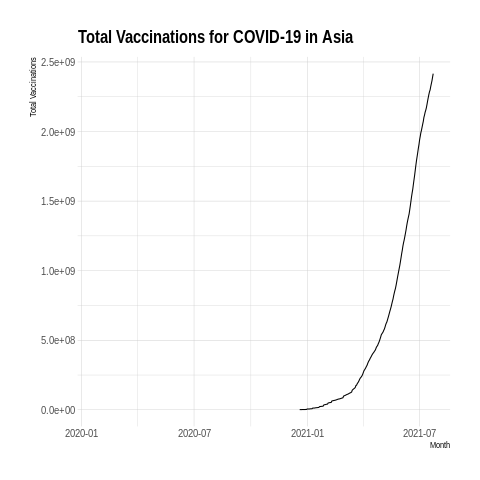 Total Vaccinations for COVID-19 in Asia
Total Vaccinations
2.5e+09
2.0e+09
1.5e+09
1.0e+09
5.0e+08
0.0e+00
2020-01 2020-07 2021-01 2021-07
Month